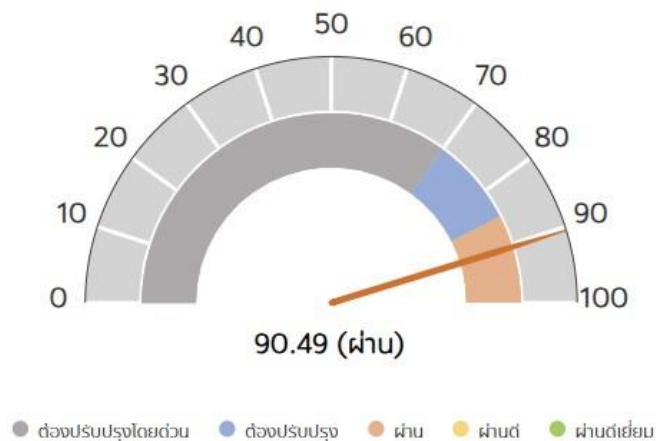 50
40
60
30
70
20
80
10
90
0
100
90.49 (ผ่าน)
ต้องปรับปรุงโดยด่วน
ต้องปรับปรุง
ผ่าน
ผ่านดี
ผ่านดีเยี่ยม